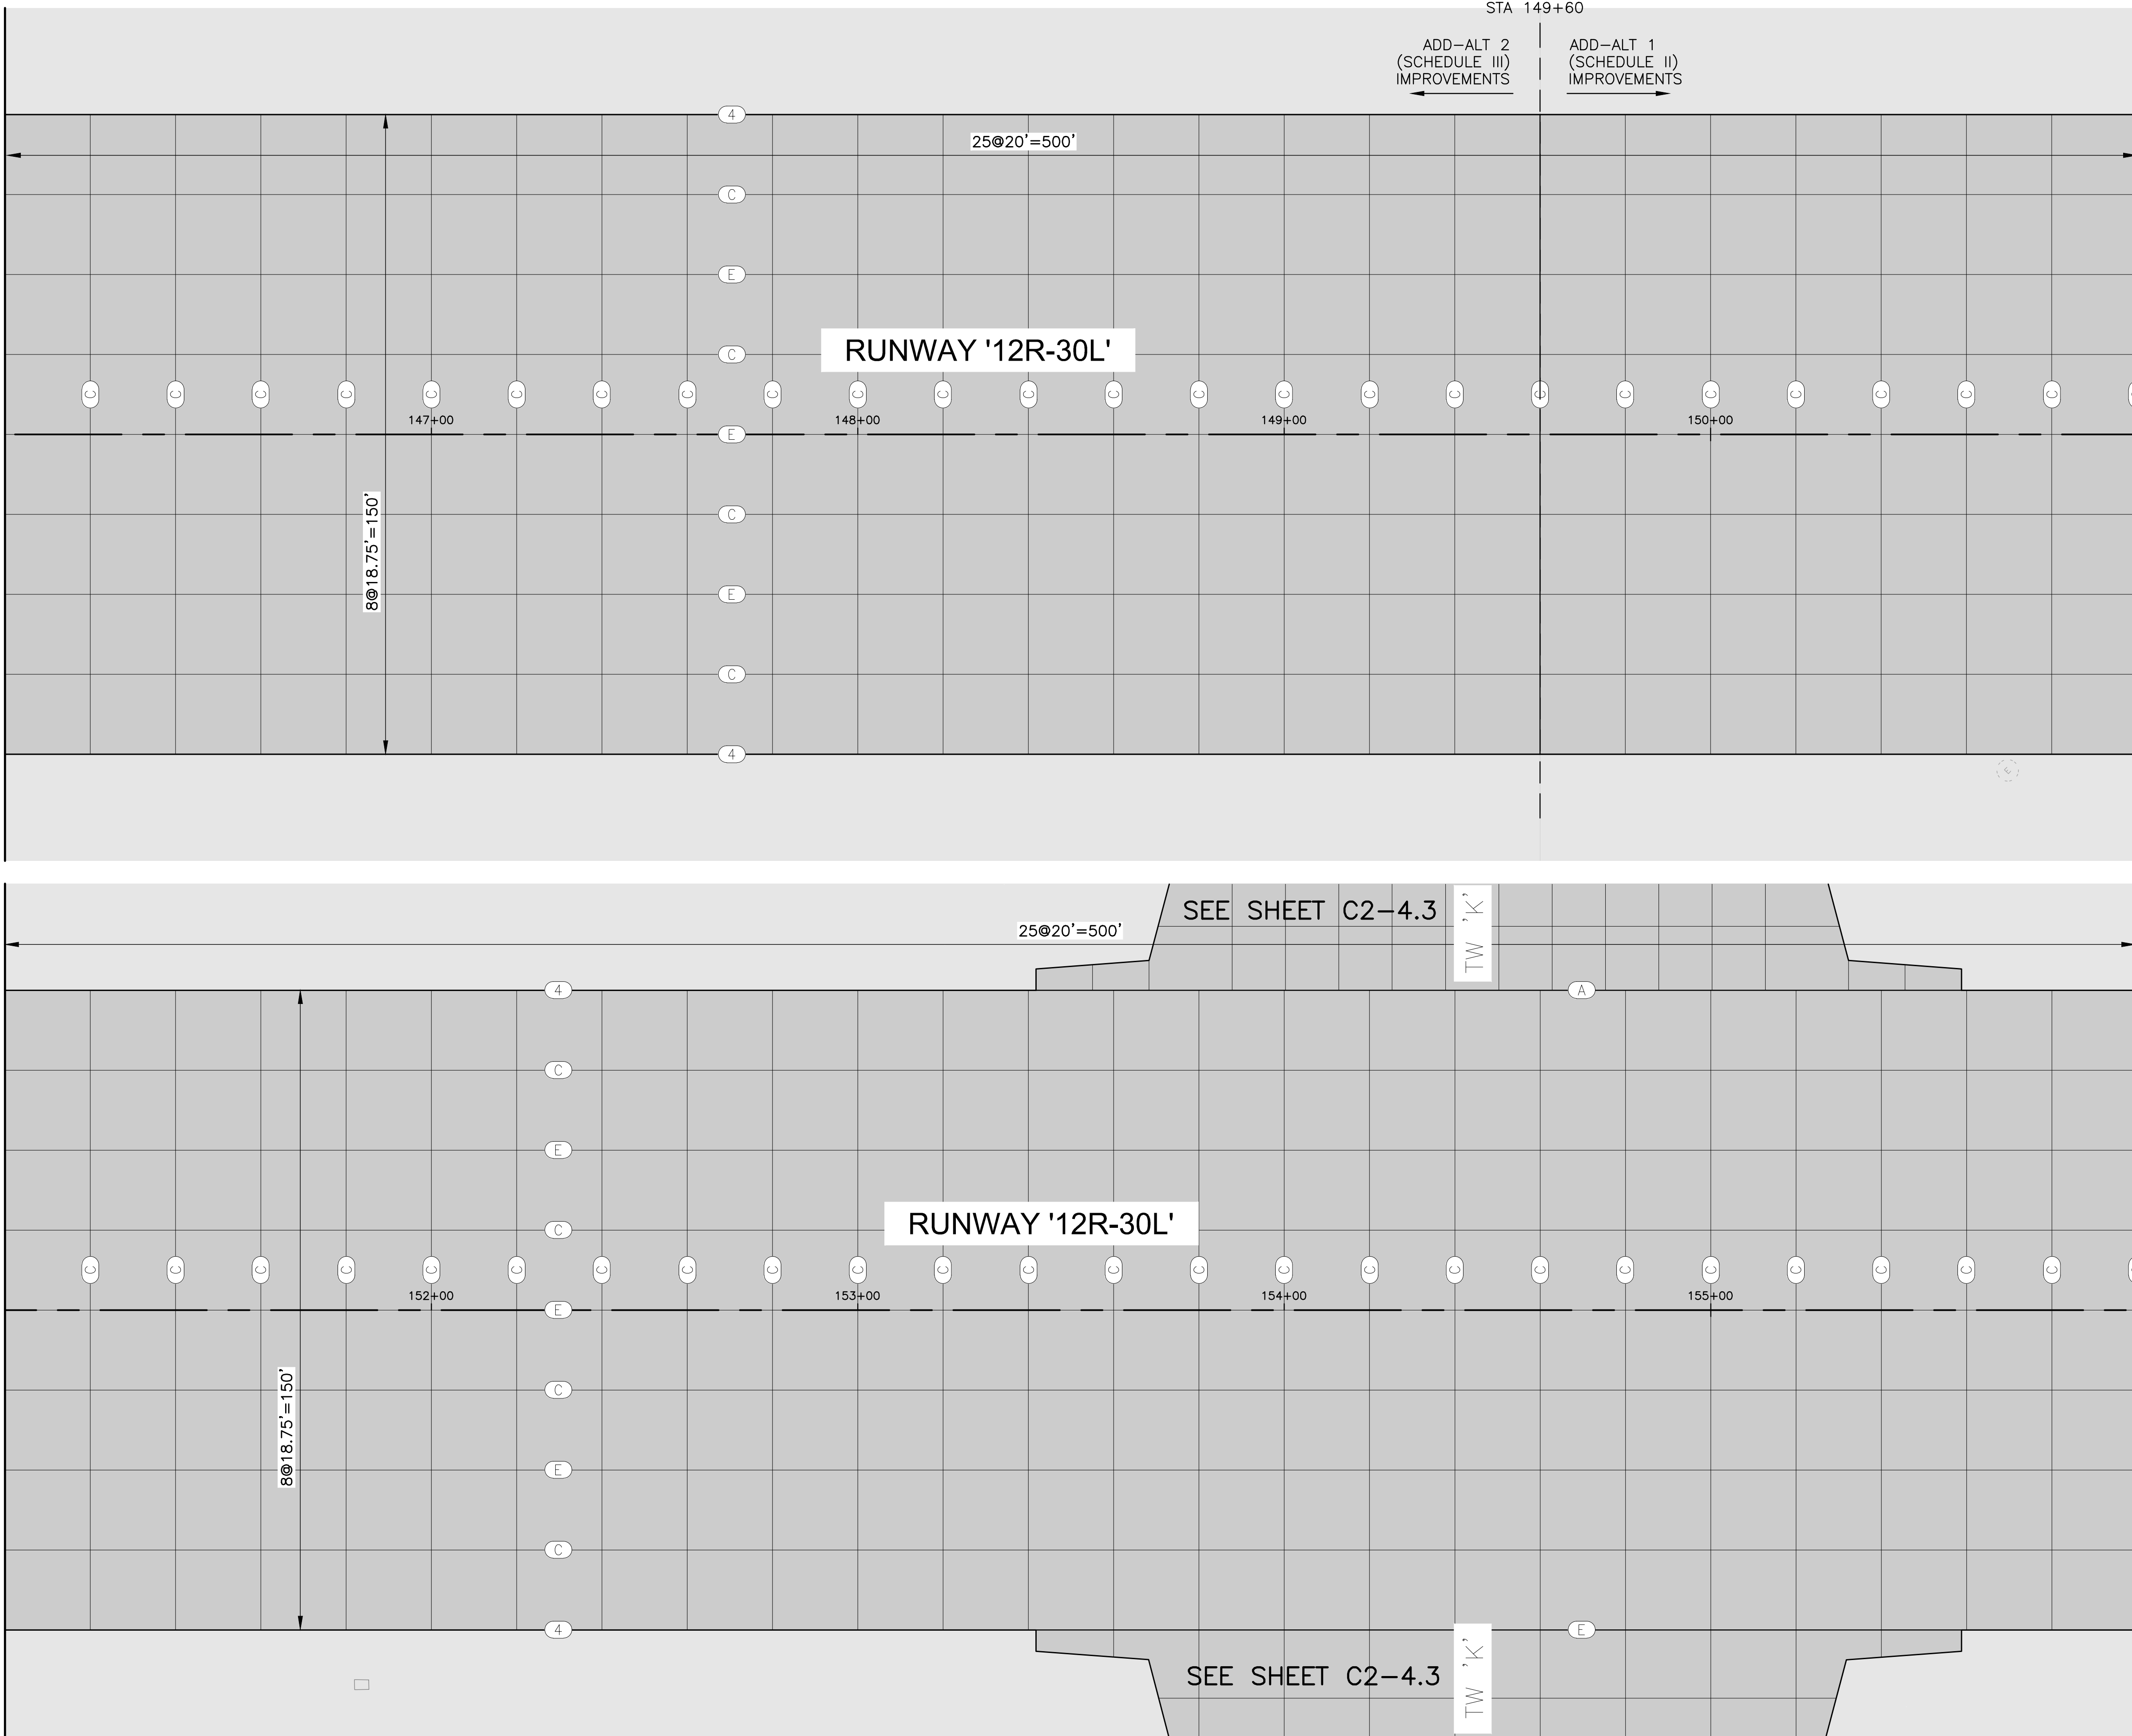 STA 149+60
ADD-ALT 2
(SCHEDULE III)
IMPROVEMENTS
ADD-ALT 1
(SCHEDULE II)
IMPROVEMENTS
4
25@20'=500'
C
E
RUNWAY '12R-30L'
C
C C C C C C C C C C C C C C C C C C C C C C C C
147+00 148+00 149+00 150+00
E
C
8@18.75'=150'
E
C
4
E
SEE SHEET C2-4.3
TW 'K'
25@20'=500'
4 A
C
E
RUNWAY '12R-30L'
C
C C C C C C C C C C C C C C C C C C C C C C C C
152+00 153+00 154+00 155+00
E
C
8@18.75'=150'
E
C
4 E
SEE SHEET C2-4.3
TW 'K'